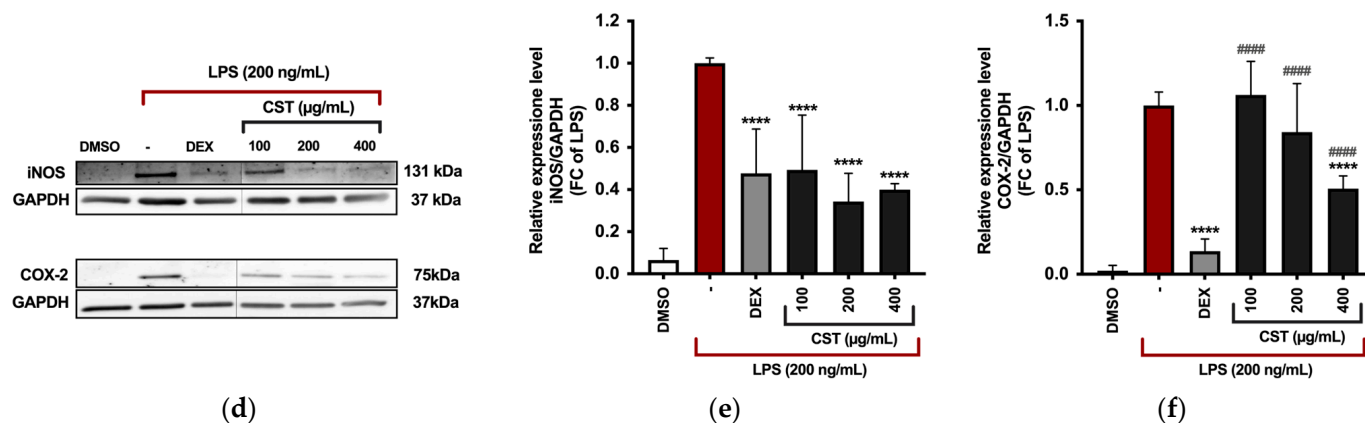 LPS (200 ng/mL)
CST (µg/mL)
DMSO - DEX 100 200 400
iNOS 131 kDa
GAPDH 37 kDa
COX-2 75kDa
GAPDH 37kDa
(d)
Relative expressione level
iNOS/GAPDH
(FC of LPS)
1.2
1.0
0.8
0.6
0.4
0.2
0.0
**** **** **** ****
DMSO - DEX 100 200 400
CST (µg/mL)
LPS (200 ng/mL)
(e)
Relative expressione level
COX-2/GAPDH
(FC of LPS)
1.5
1.0
0.5
0.0
#### #### ####
**** ****
DMSO - DEX 100 200 400
CST (µg/mL)
LPS (200 ng/mL)
(f)